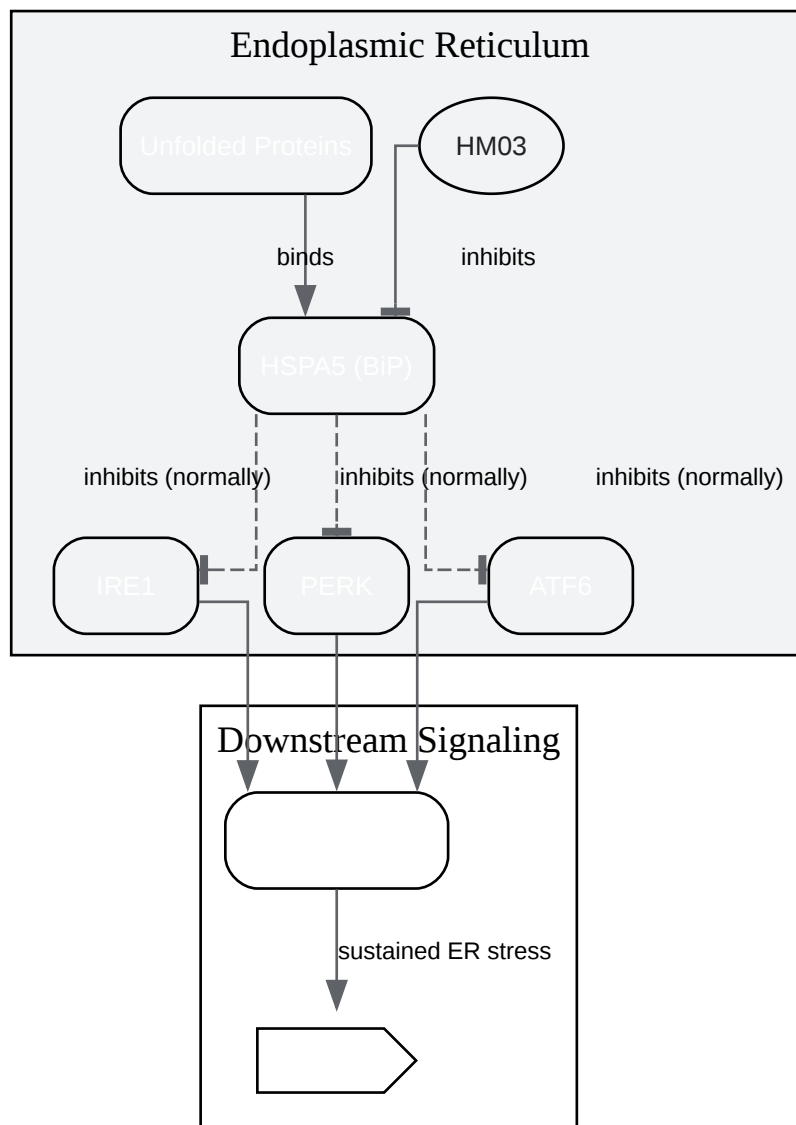 Endoplasmic Reticulum
Unfolded Proteins
HM03
binds
inhibits
HSPA5 (BiP)
inhibits (normally)
inhibits (normally)
inhibits (normally)
IRE1
PERK
ATF6
Downstream Signaling
sustained ER stress